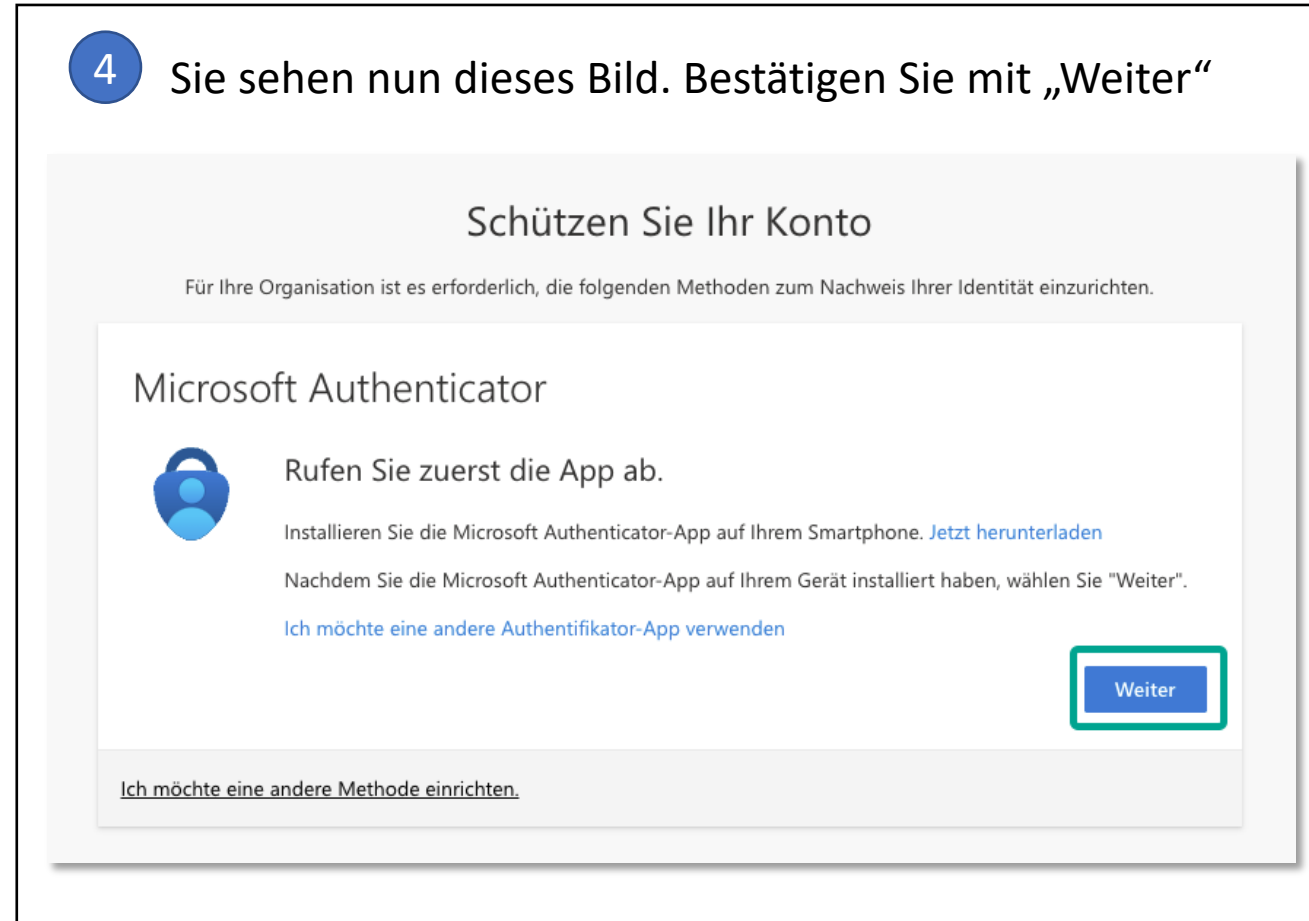 4 Sie sehen nun dieses Bild. Bestätigen Sie mit „Weiter“
Schützen Sie Ihr Konto
Für Ihre Organisation ist es erforderlich, die folgenden Methoden zum Nachweis Ihrer Identität einzurichten.
Microsoft Authenticator
Rufen Sie zuerst die App ab.
Installieren Sie die Microsoft Authenticator-App auf Ihrem Smartphone. Jetzt herunterladen
Nachdem Sie die Microsoft Authenticator-App auf Ihrem Gerät installiert haben, wählen Sie "Weiter".
Ich möchte eine andere Authentifikator-App verwenden
Weiter
Ich möchte eine andere Methode einrichten.